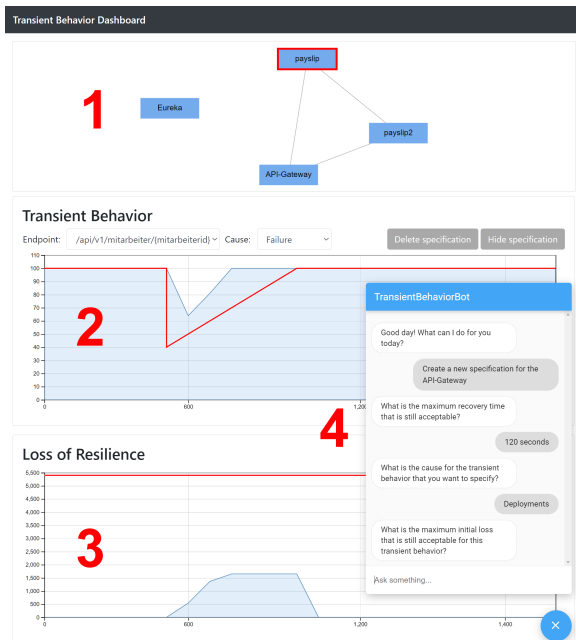 Transient Behavior Dashboard
payslip
1
Eureka
payslip2
API-Gateway
Transient Behavior
Endpoint: /api/v1/mitarbeiter/{mitarbeiterid} Cause: Failure Delete specification Hide specification
110
100
90
80
70
60
50
40
30
20
10
0
2
0 600 1,200
Loss of Resilience
5,500
5,000
4,500
4,000
3,500
3,000
2,500
2,000
1,500
1,000
500
0
3
0 600 1,200 1,400
4
TransientBehaviorBot
Good day! What can I do for you
today?
Create a new specification for the
API-Gateway
What is the maximum recovery time
that is still acceptable?
120 seconds
What is the cause for the transient
behavior that you want to specify?
Deployments
What is the maximum initial loss
that is still acceptable for this
transient behavior?
Ask something...